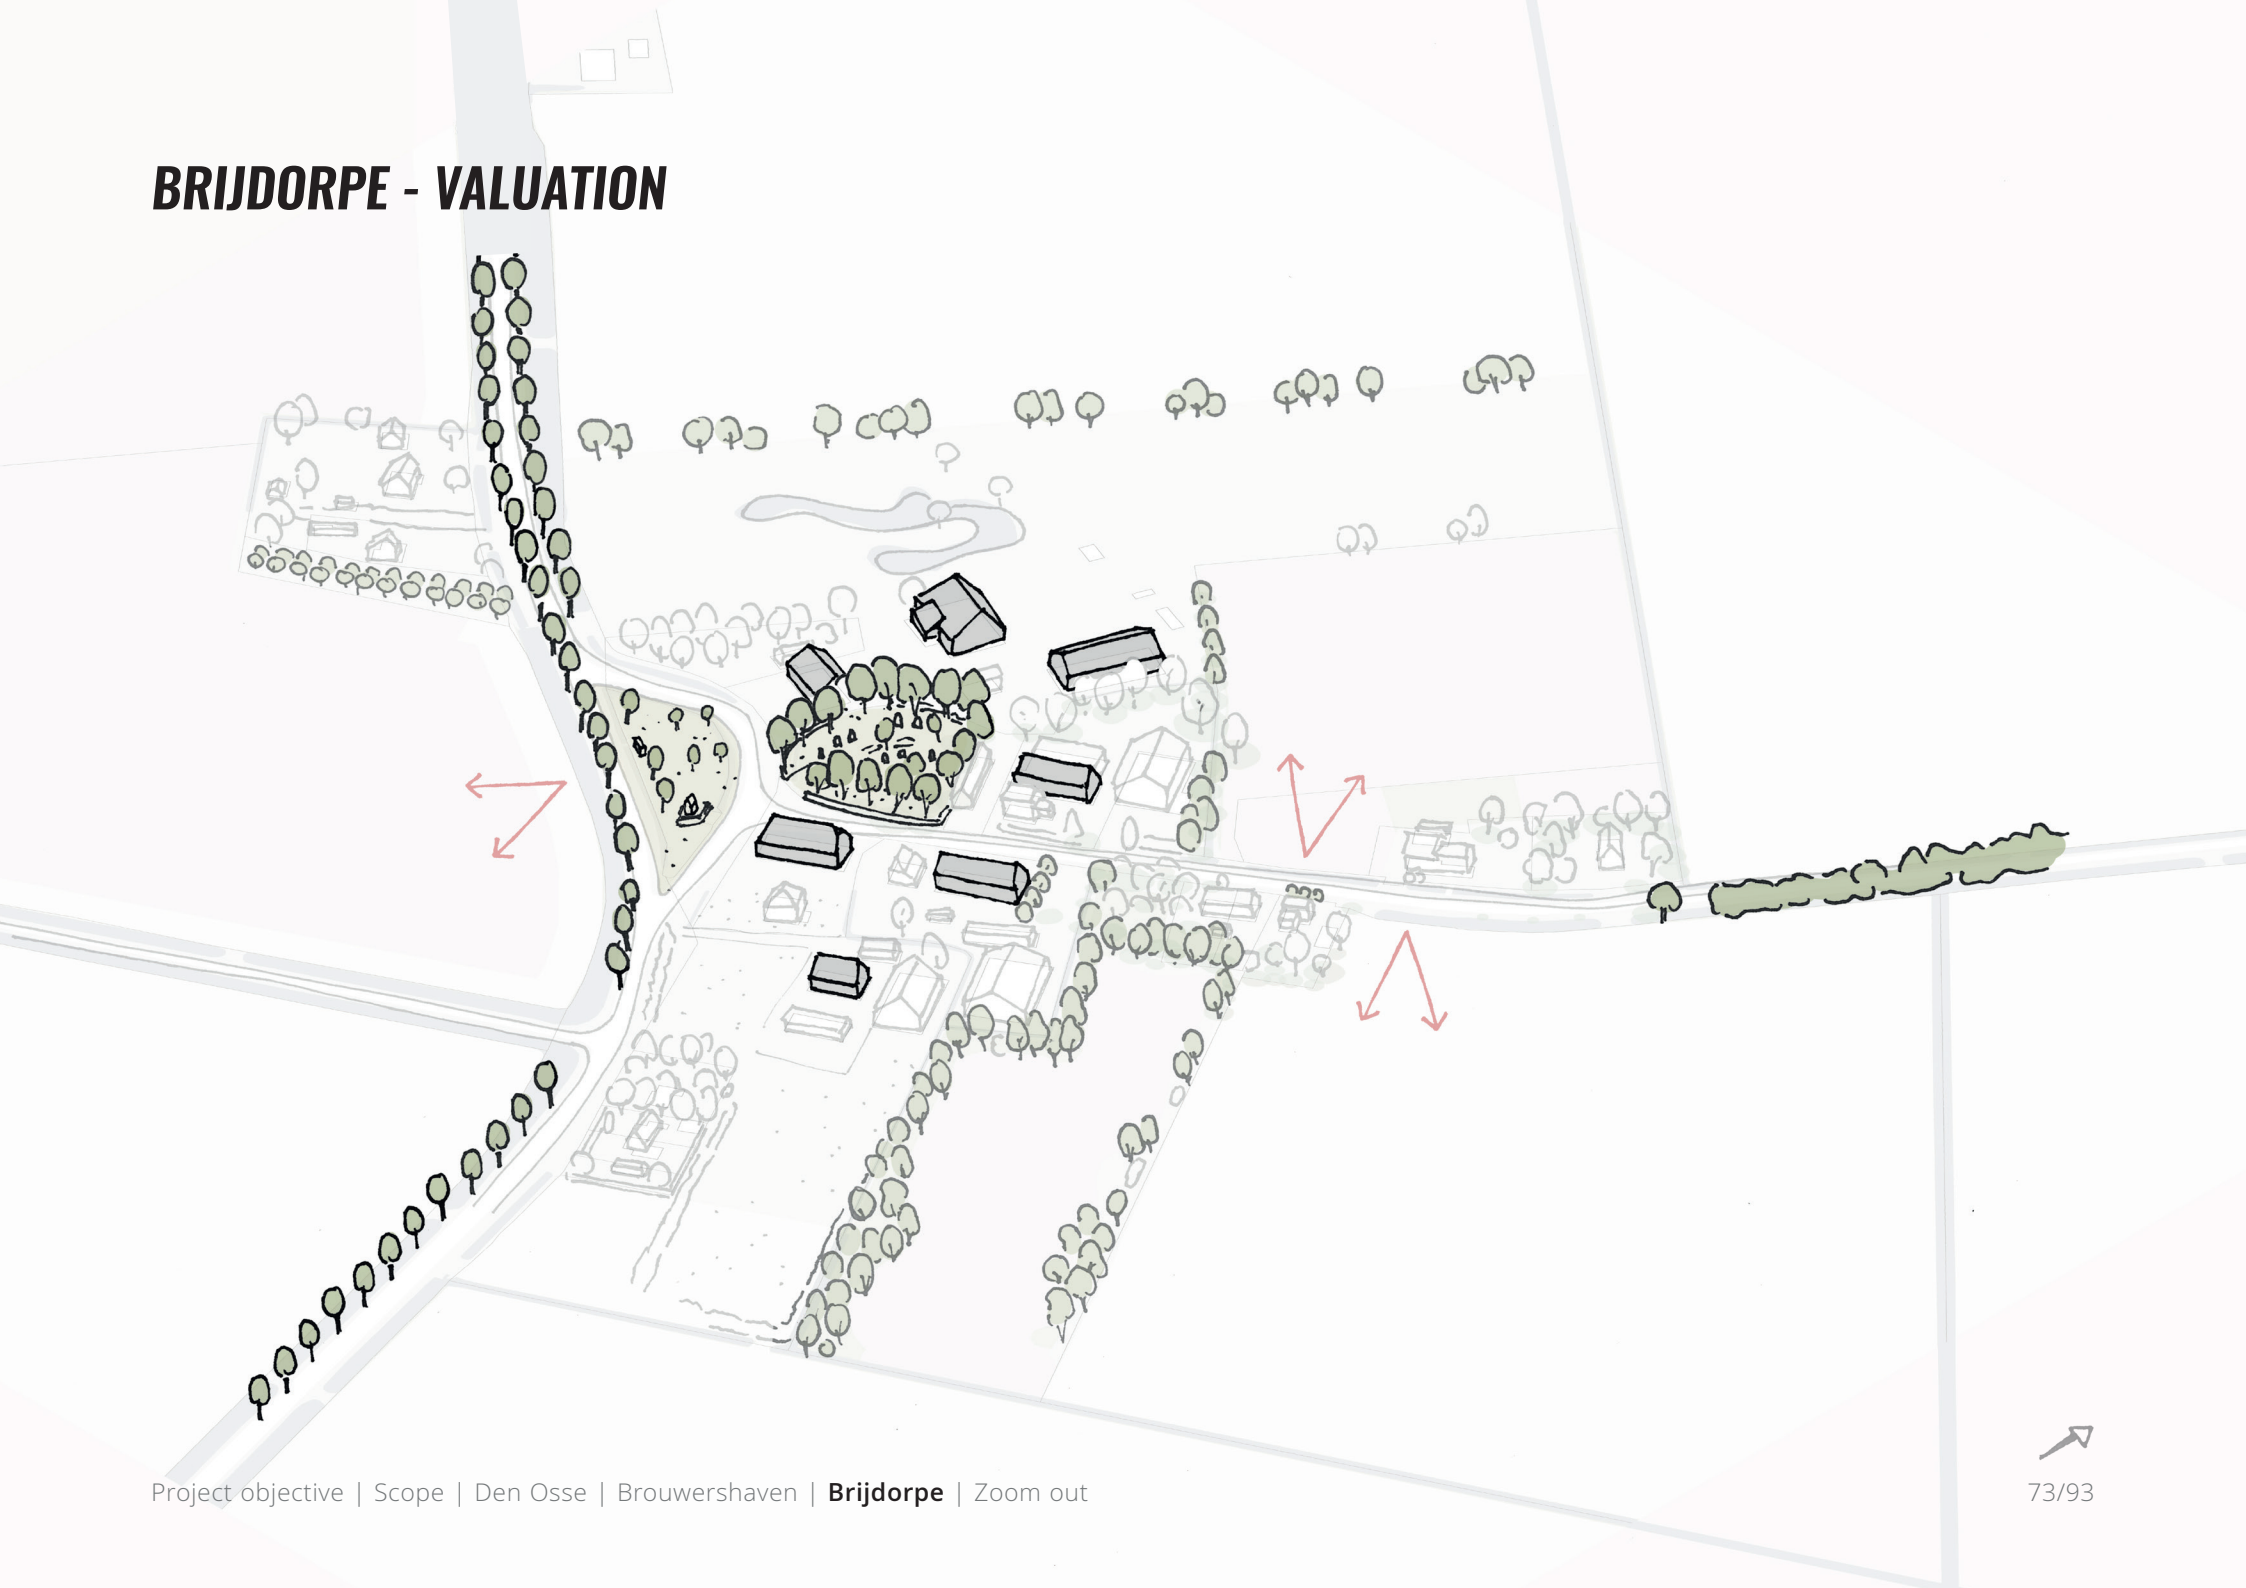 BRIJDORPE - VALUATION
Project objective | Scope | Den Osse | Brouwershaven | Brijdorpe | Zoom out
73/93